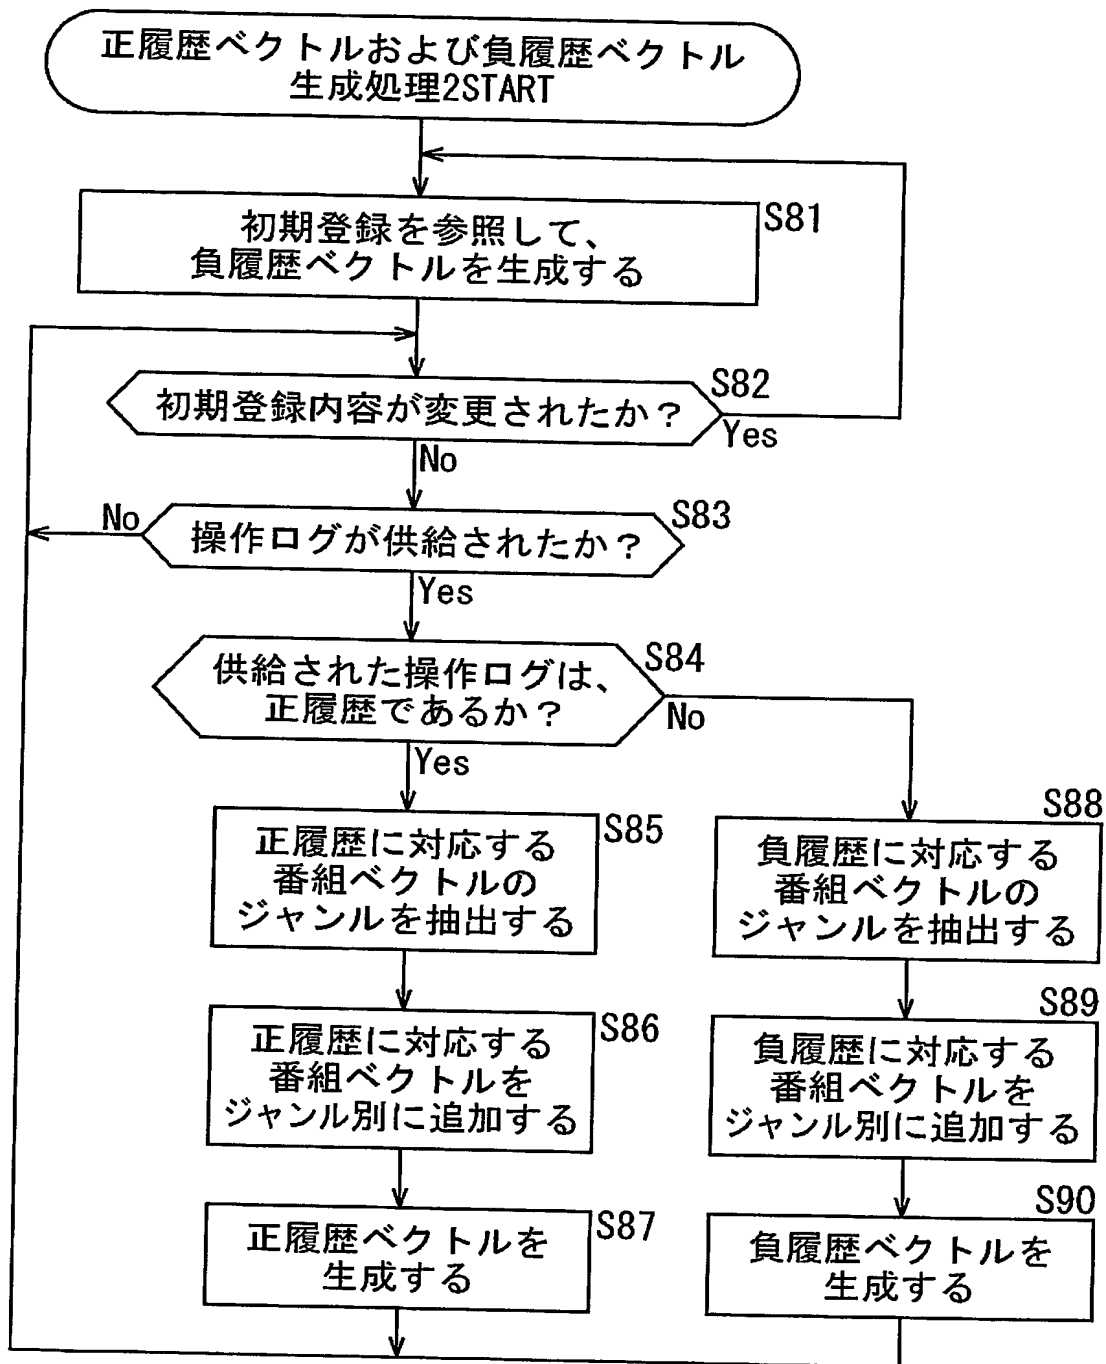 正履歴ベクトルおよび負履歴ベクトル
生成処理2START
初期登録を参照して、
負履歴ベクトルを生成する
S81
初期登録内容が変更されたか？
S82
Yes
No
操作ログが供給されたか？
S83
No
Yes
供給された操作ログは、
正履歴であるか？
S84
No
Yes
正履歴に対応する
番組ベクトルの
ジャンルを抽出する
S85
正履歴に対応する
番組ベクトルを
ジャンル別に追加する
S86
正履歴ベクトルを
生成する
S87
S88
負履歴に対応する
番組ベクトルの
ジャンルを抽出する
S89
負履歴に対応する
番組ベクトルを
ジャンル別に追加する
S90
負履歴ベクトルを
生成する